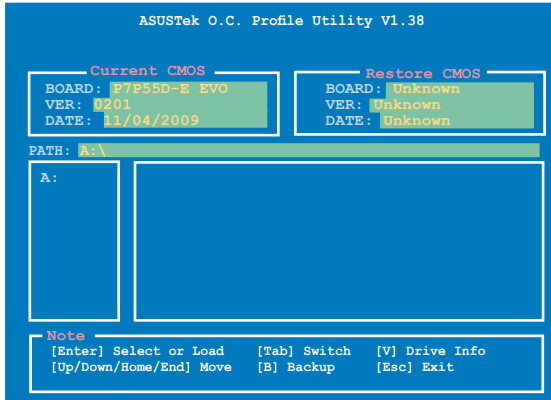 ASUSTek O.C. Profile Utility V1.38
Current CMOS
BOARD: P7P55D-E EVO
VER: 0201
DATE: 11/04/2009
Restore CMOS
BOARD: Unknown
VER: Unknown
DATE: Unknown
PATH: A:\
A:
Note
[Enter] Select or Load [Tab] Switch [V] Drive Info
[Up/Down/Home/End] Move [B] Backup [Esc] Exit